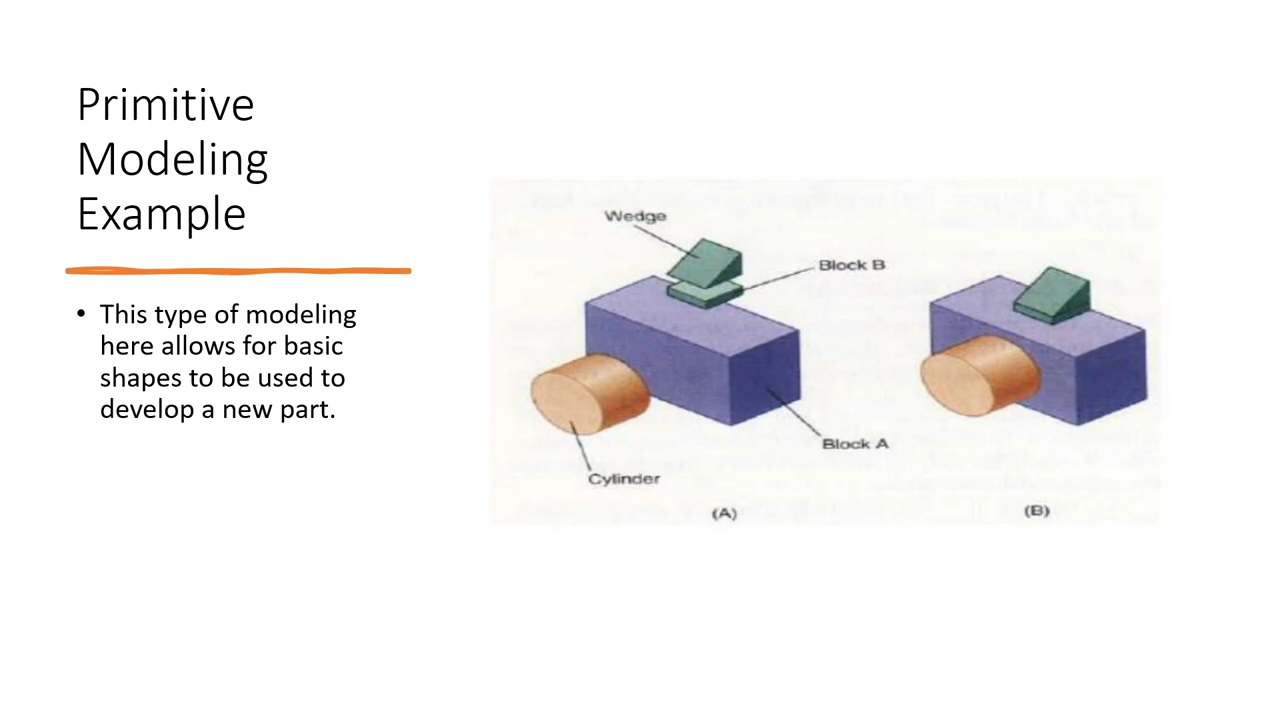 Primitive
Modeling
Example
• This type of modeling
here allows for basic
shapes to be used to
develop a new part.
Wedge
Block B
Block A
Cylinder
(A)
(B)